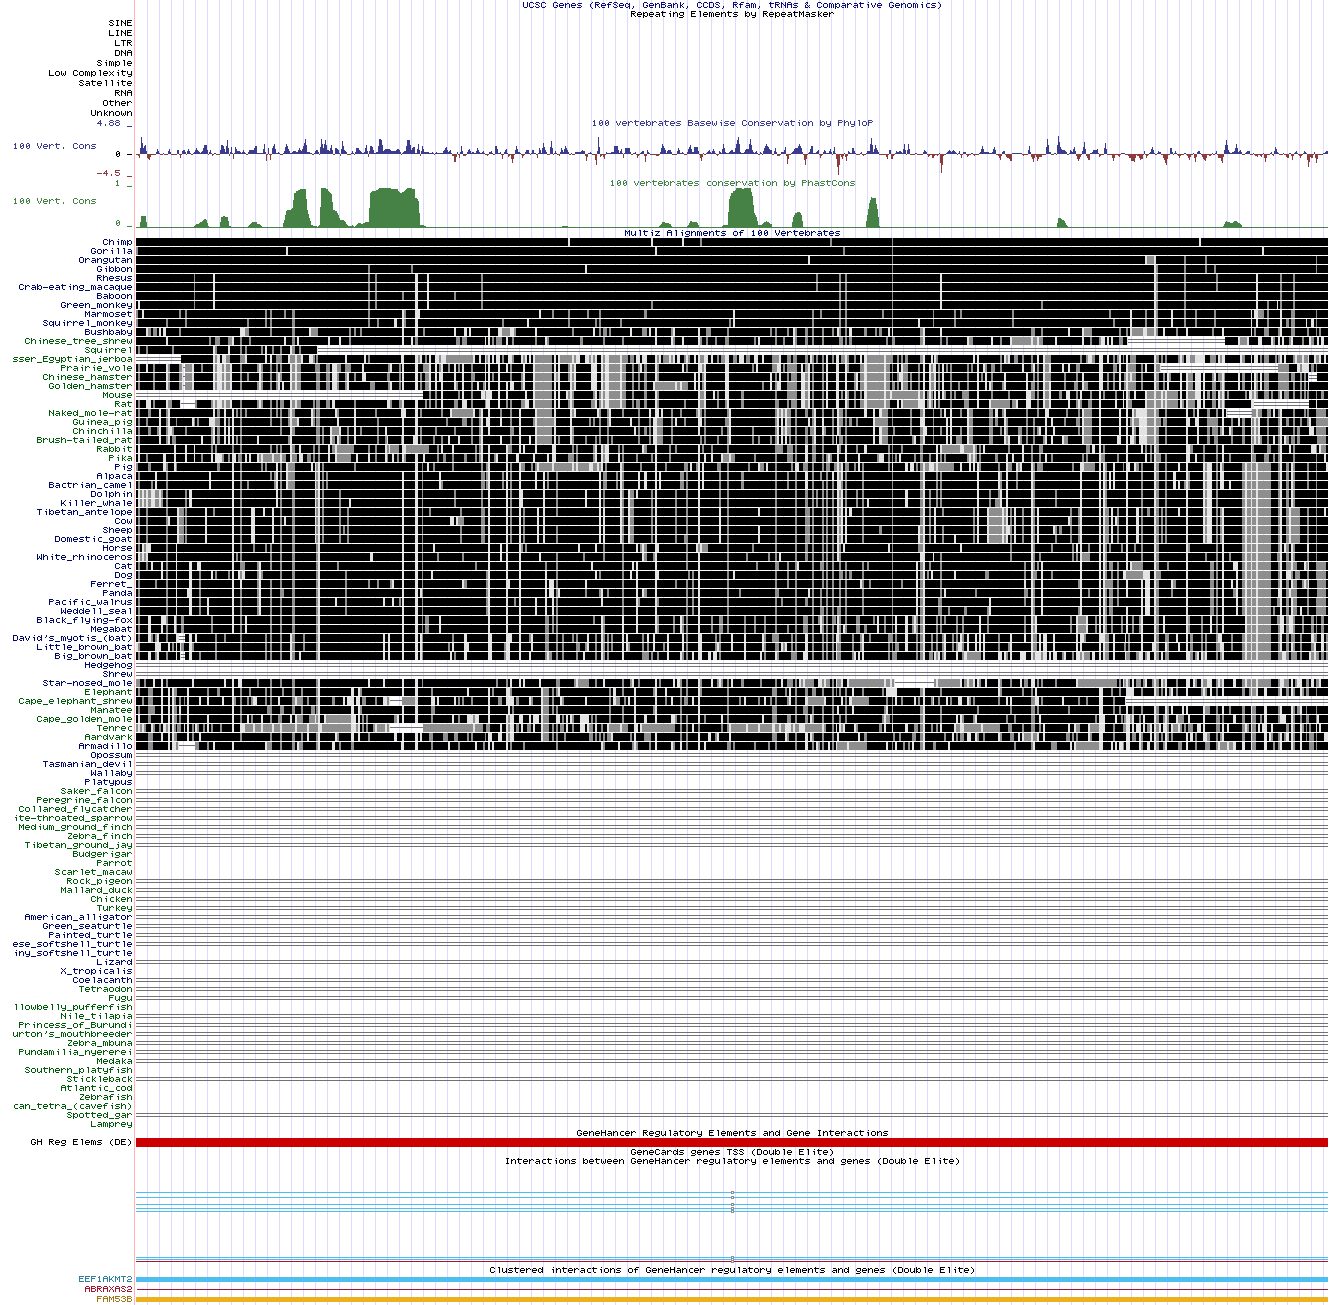 UCSC Genes (RefSeq, GenBank, CCDS, Rfam, tRNAs & Comparative Genomics)
Repeating Elements by RepeatMasker
SINE
LINE
LTR
DNA
Simple
Low Complexity
Satellite
RNA
Other
Unknown
4.88 _
100 vertebrates Basewise Conservation by PhyloP
100 Vert. Cons
0 -
-4.5 _
1 _
100 vertebrates conservation by PhastCons
100 Vert. Cons
0 _
Multiz Alignments of 100 Vertebrates
Chimp
Gorilla
Orangutan
Gibbon
Rhesus
Crab-eating_macaque
Baboon
Green_monkey
Marmoset
Squirrel_monkey
Bushbaby
Chinese_tree_shrew
Squirrel
sser_Egyptian_jerboa
Prairie_vole
Chinese_hamster
Golden_hamster
Mouse
Rat
Naked_mole-rat
Guinea_pig
Chinchilla
Brush-tailed_rat
Rabbit
Pika
Pig
Alpaca
Bactrian_camel
Dolphin
Killer_whale
Tibetan_antelope
Cow
Sheep
Domestic_goat
Horse
White_rhinoceros
Cat
Dog
Ferret_
Panda
Pacific_walrus
Weddell_seal
Black_flying-fox
Megabat
David's_myotis_(bat)
Little_brown_bat
Big_brown_bat
Hedgehog
Shrew
Star-nosed_mole
Elephant
Cape_elephant_shrew
Manatee
Cape_golden_mole
Tenrec
Aardvark
Armadillo
Opossum
Tasmanian_devil
Wallaby
Platypus
Saker_falcon
Peregrine_falcon
Collared_flycatcher
ite-throated_sparrow
Medium_ground_finch
Zebra_finch
Tibetan_ground_jay
Budgerigar
Parrot
Scarlet_macaw
Rock_pigeon
Mallard_duck
Chicken
Turkey
American_alligator
Green_seaturtle
Painted_turtle
ese_softshell_turtle
iny_softshell_turtle
Lizard
X_tropicalis
Coelacanth
Tetraodon
Fugu
llowbelly_pufferfish
Nile_tilapia
Princess_of_Burundi
urton's_mouthbreeder
Zebra_mbuna
Pundamilia_nyererei
Medaka
Southern_platyfish
Stickleback
Atlantic_cod
Zebrafish
can_tetra_(cavefish)
Spotted_gar
Lamprey
GeneHancer Regulatory Elements and Gene Interactions
GH Reg Elems (DE)
GeneCards genes TSS (Double Elite)
Interactions between GeneHancer regulatory elements and genes (Double Elite)
Clustered interactions of GeneHancer regulatory elements and genes (Double Elite)
EEF1AKMT2
ABRAXAS2
FAM53B